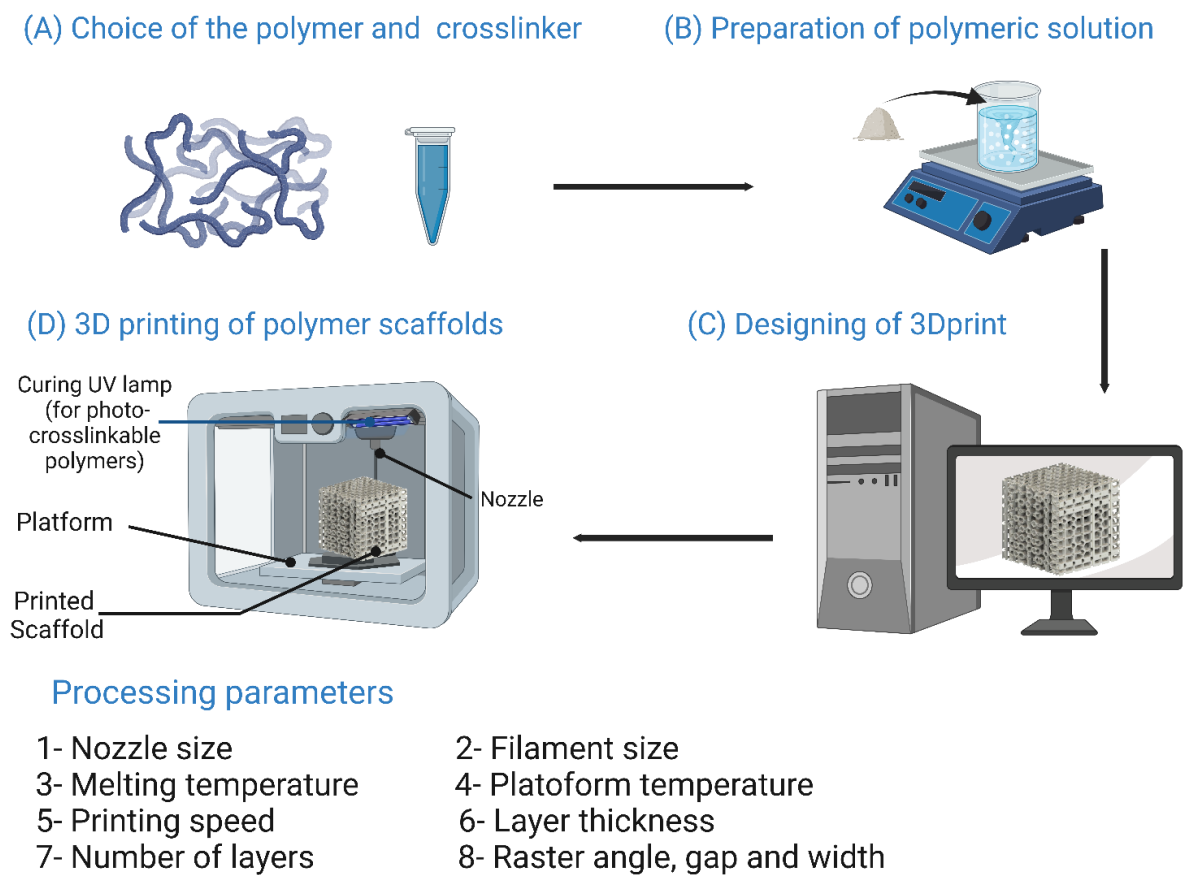 (A) Choice of the polymer and crosslinker
(B) Preparation of polymeric solution
(D) 3D printing of polymer scaffolds
(C) Designing of 3Dprint
Curing UV lamp
(for photo-
crosslinkable
polymers)
Nozzle
Platform
Printed
Scaffold
Processing parameters
1- Nozzle size
2- Filament size
3- Melting temperature
4- Platoform temperature
5- Printing speed
6- Layer thickness
7- Number of layers
8- Raster angle, gap and width